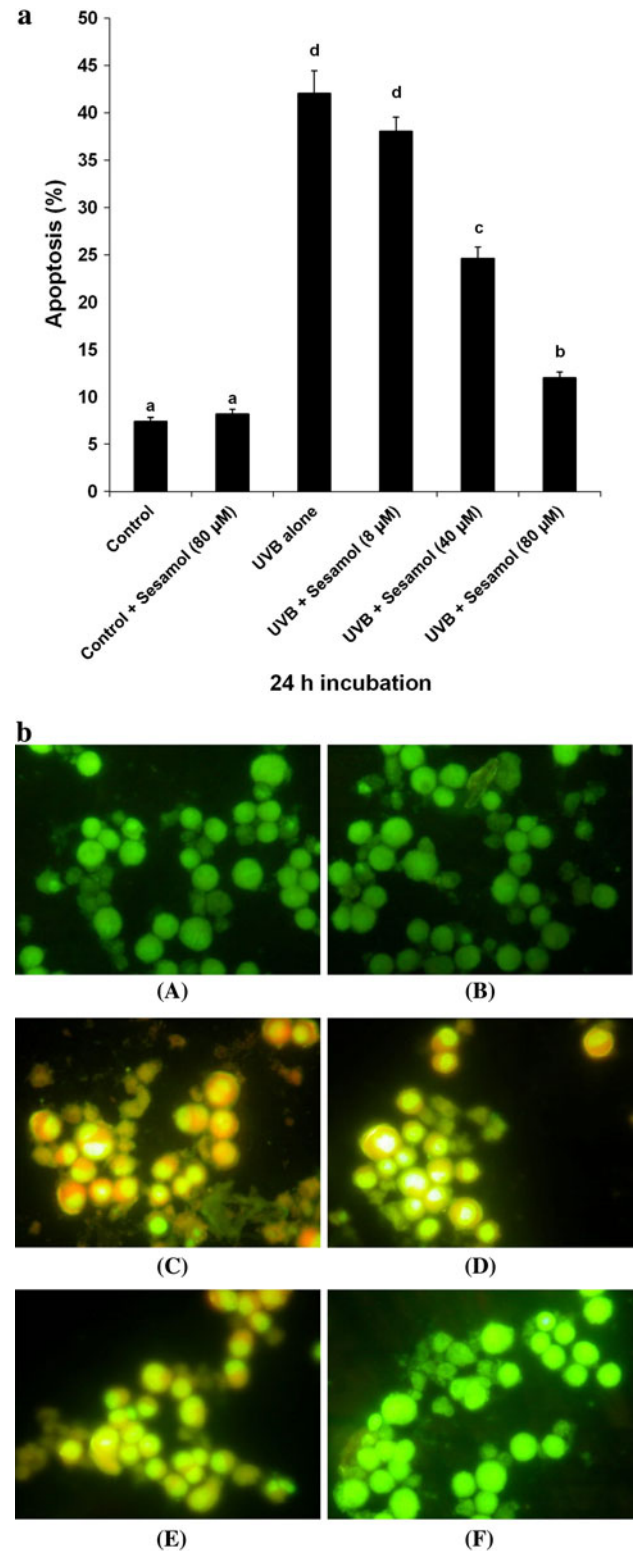 a
50
45
40
35
30
25
20
15
10
5
0
Apoptosis (%)
a
a
d
d
c
b
Control
Control + Sesamol (80 µM)
UVB alone
UVB + Sesamol (8 µM)
UVB + Sesamol (40 µM)
UVB + Sesamol (80 µM)
24 h incubation
b
(A)
(B)
(C)
(D)
(E)
(F)